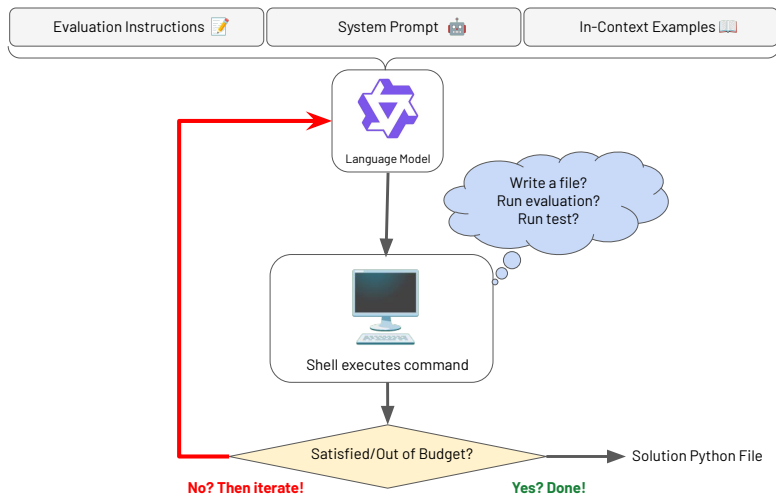 Evaluation Instructions 📝
System Prompt 🤖
In-Context Examples 📖
Language Model
Write a file?
Run evaluation?
Run test?
Shell executes command
Satisfied/Out of Budget?
Solution Python File
No? Then iterate!
Yes? Done!